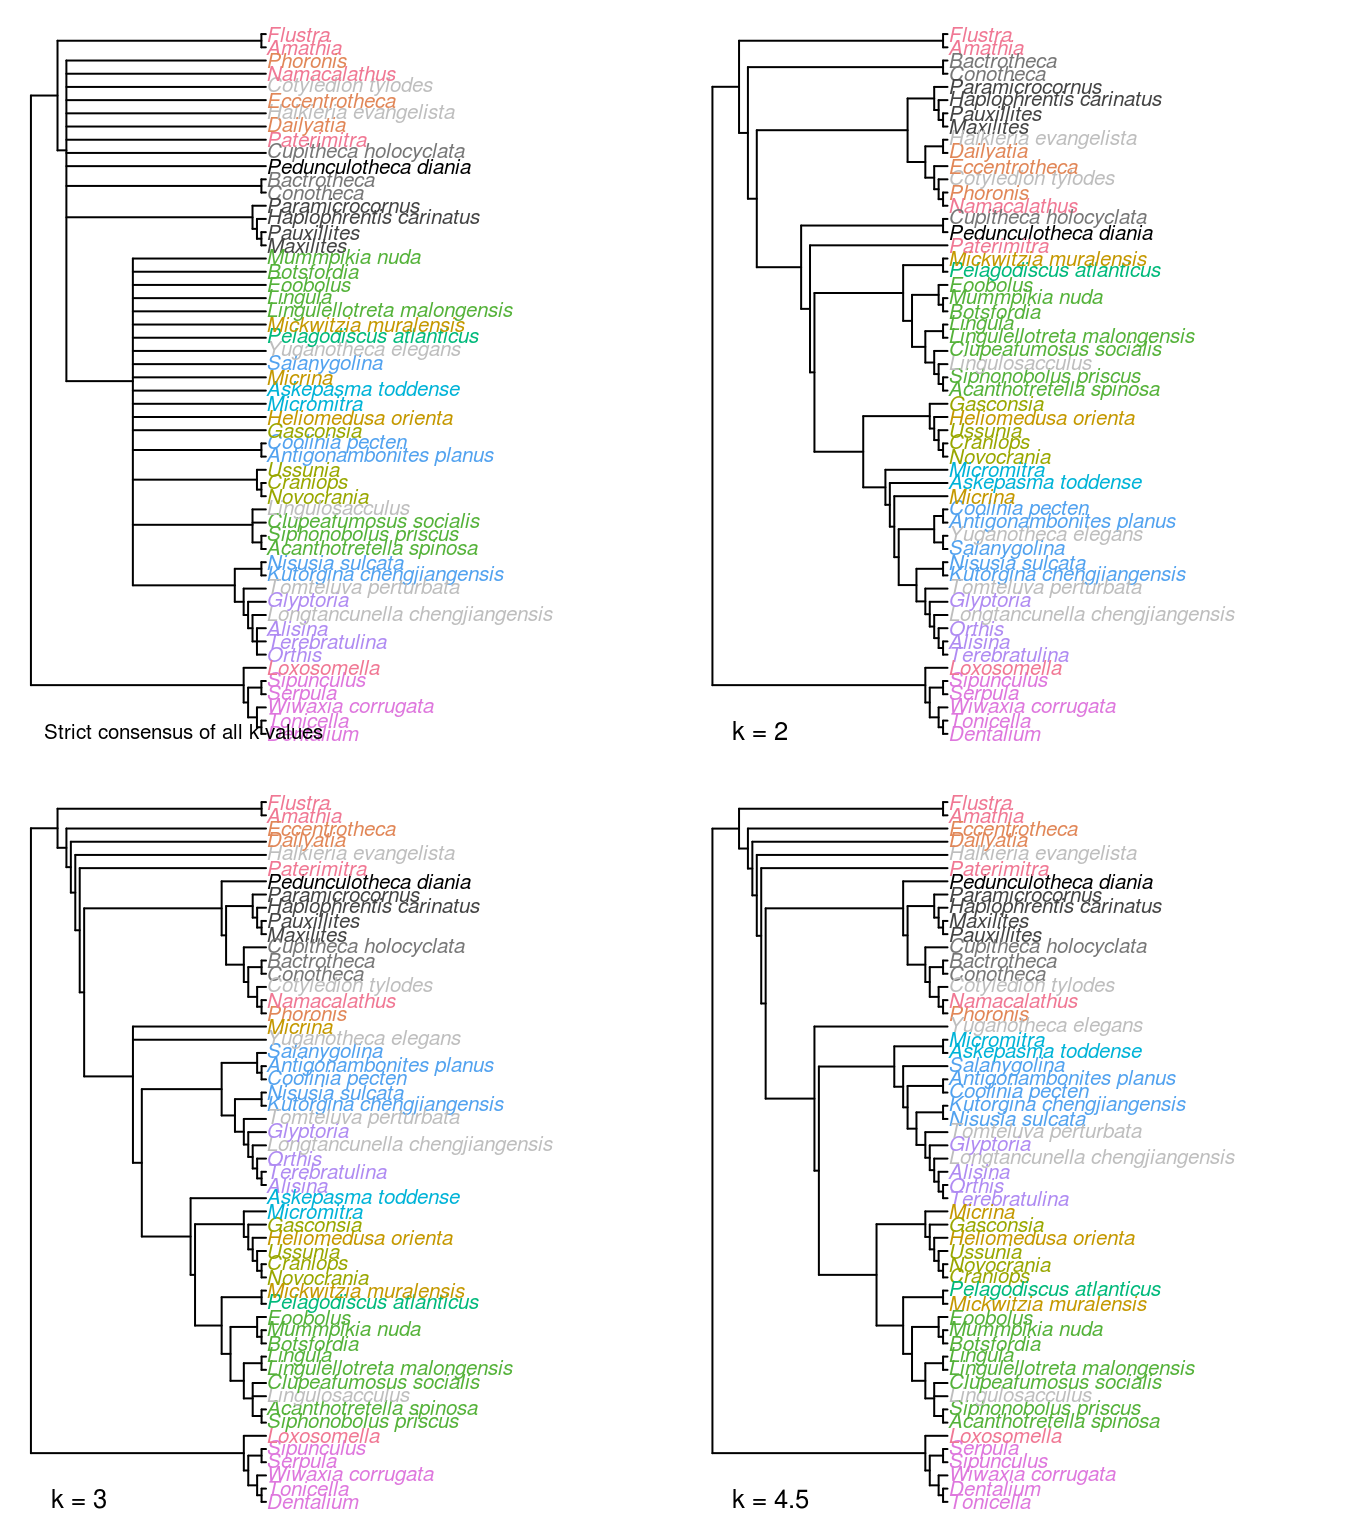 Flustra
Amathia
Phoronis
Namacalathus
Cotyledion tylodes
Eccentrotheca
Halkieria evangelista
Dailyatia
Paterimitra
Cupitheca holocyclata
Pedunculotheca diania
Bactrotheca
Conotheca
Paramicrocornus
Haplophrentis carinatus
Pauxillites
Maxilites
Mummpikia nuda
Botsfordia
Eoobolus
Lingula
Lingulellotreta malongensis
Mickwitzia muralensis
Pelagodiscus atlanticus
Yuganotheca elegans
Salanygolina
Micrina
Askepasma toddense
Micromitra
Heliomedusa orienta
Gasconsia
Coolinia pecten
Antigonambonites planus
Ussunia
Craniops
Novocrania
Lingulosacculus
Clupeafumosus socialis
Siphonobolus priscus
Acanthotretella spinosa
Nisusia sulcata
Kutorgina chengjiangensis
Tomteluva perturbata
Glyptoria
Longtancunella chengjiangensis
Alisina
Terebratulina
Orthis
Loxosomella
Sipunculus
Serpula
Wiwaxia corrugata
Tonicella
Dentalium
Strict consensus of all k values
Flustra
Amathia
Bactrotheca
Conotheca
Paramicrocornus
Haplophrentis carinatus
Pauxillites
Maxilites
Halkieria evangelista
Dailyatia
Eccentrotheca
Cotyledion tylodes
Phoronis
Namacalathus
Cupitheca holocyclata
Pedunculotheca diania
Paterimitra
Mickwitzia muralensis
Pelagodiscus atlanticus
Eoobolus
Mummpikia nuda
Botsfordia
Lingula
Lingulellotreta malongensis
Clupeafumosus socialis
Lingulosacculus
Siphonobolus priscus
Acanthotretella spinosa
Gasconsia
Heliomedusa orienta
Ussunia
Craniops
Novocrania
Micromitra
Askepasma toddense
Micrina
Coolinia pecten
Antigonambonites planus
Yuganotheca elegans
Salanygolina
Nisusia sulcata
Kutorgina chengjiangensis
Tomteluva perturbata
Glyptoria
Longtancunella chengjiangensis
Orthis
Alisina
Terebratulina
Loxosomella
Sipunculus
Serpula
Wiwaxia corrugata
Tonicella
Dentalium
k = 2
Flustra
Amathia
Eccentrotheca
Dailyatia
Halkieria evangelista
Paterimitra
Pedunculotheca diania
Paramicrocornus
Haplophrentis carinatus
Pauxillites
Maxilites
Cupitheca holocyclata
Bactrotheca
Conotheca
Cotyledion tylodes
Namacalathus
Phoronis
Micrina
Yuganotheca elegans
Salanygolina
Antigonambonites planus
Coolinia pecten
Nisusia sulcata
Kutorgina chengjiangensis
Tomteluva perturbata
Glyptoria
Longtancunella chengjiangensis
Orthis
Terebratulina
Alisina
Askepasma toddense
Micromitra
Gasconsia
Heliomedusa orienta
Ussunia
Craniops
Novocrania
Mickwitzia muralensis
Pelagodiscus atlanticus
Eoobolus
Mummpikia nuda
Botsfordia
Lingula
Lingulellotreta malongensis
Clupeafumosus socialis
Lingulosacculus
Acanthotretella spinosa
Siphonobolus priscus
Loxosomella
Sipunculus
Serpula
Wiwaxia corrugata
Tonicella
Dentalium
k = 3
Flustra
Amathia
Eccentrotheca
Dailyatia
Halkieria evangelista
Paterimitra
Pedunculotheca diania
Paramicrocornus
Haplophrentis carinatus
Maxilites
Pauxillites
Cupitheca holocyclata
Bactrotheca
Conotheca
Cotyledion tylodes
Namacalathus
Phoronis
Yuganotheca elegans
Micromitra
Askepasma toddense
Salanygolina
Antigonambonites planus
Coolinia pecten
Kutorgina chengjiangensis
Nisusia sulcata
Tomteluva perturbata
Glyptoria
Longtancunella chengjiangensis
Alisina
Orthis
Terebratulina
Micrina
Gasconsia
Heliomedusa orienta
Ussunia
Novocrania
Craniops
Pelagodiscus atlanticus
Mickwitzia muralensis
Eoobolus
Mummpikia nuda
Botsfordia
Lingula
Lingulellotreta malongensis
Clupeafumosus socialis
Lingulosacculus
Siphonobolus priscus
Acanthotretella spinosa
Loxosomella
Serpula
Sipunculus
Wiwaxia corrugata
Dentalium
Tonicella
k = 4.5